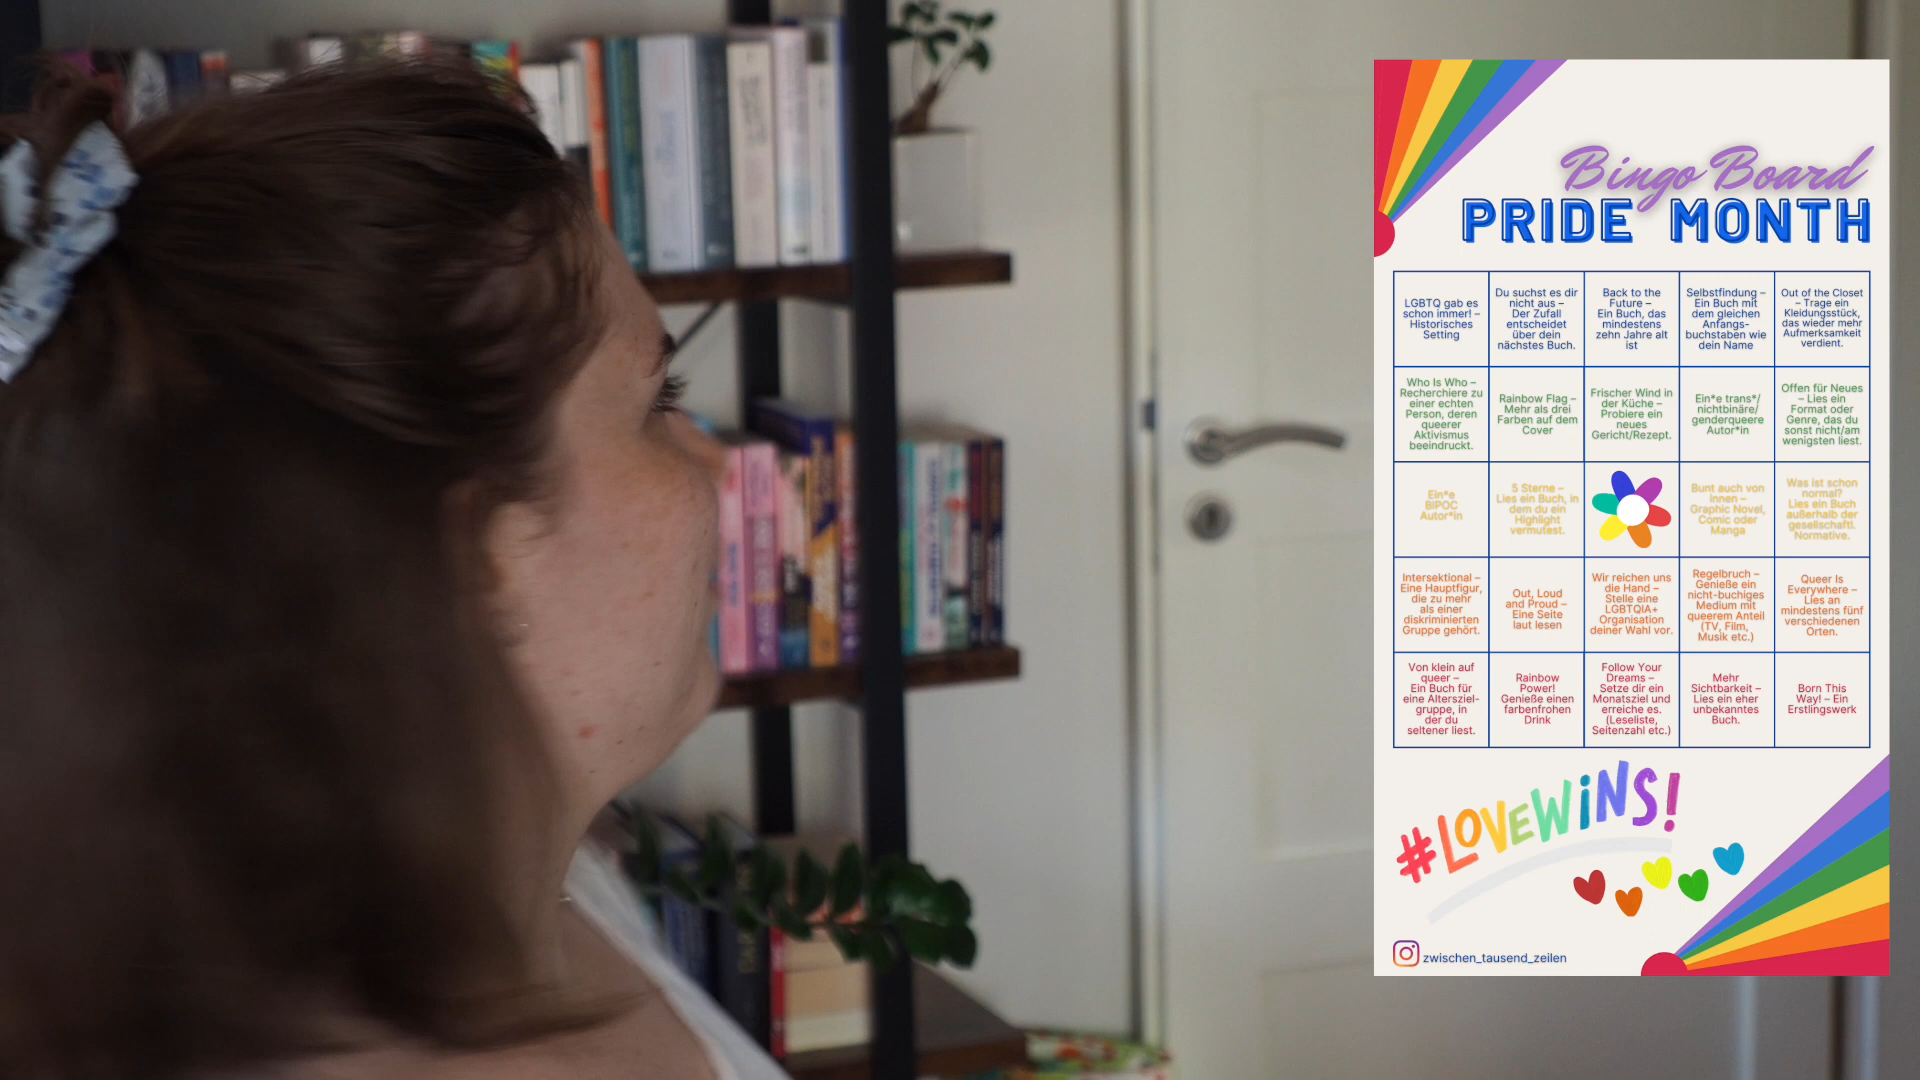 Bingo Board
PRIDE MONTH
LGBTQ gab es
schon immer! –
Historisches
Setting
Du suchst es dir
nicht aus –
Der Zufall
entscheidet
über dein
nächstes Buch.
Back to the
Future –
Ein Buch, das
mindestens
zehn Jahre alt
ist
Selbstfindung –
Ein Buch mit
dem gleichen
Anfangs-
buchstaben wie
dein Name
Out of the Closet
– Trage ein
Kleidungsstück,
das wieder mehr
Aufmerksamkeit
verdient.
Who Is Who –
Recherchiere zu
einer echten
Person, deren
queerer
Aktivismus
beeindruckt.
Rainbow Flag –
Mehr als drei
Farben auf dem
Cover
Frischer Wind in
der Küche –
Probiere ein
neues
Gericht/Rezept.
Ein*e trans*/
nichtbinäre/
genderqueere
Autor*in
Offen für Neues
– Lies ein
Format oder
Genre, das du
sonst nicht/am
wenigsten liest.
Ein*e
BIPOC
Autor*in
5 Sterne –
Lies ein Buch, in
dem du ein
Highlight
vermutest.
Bunt auch von
innen –
Graphic Novel,
Comic oder
Manga
Was ist schon
normal?
Lies ein Buch
außerhalb der
gesellschaftl.
Normative.
Intersektional –
Eine Hauptfigur,
die zu mehr
als einer
diskriminierten
Gruppe gehört.
Out, Loud
and Proud –
Eine Seite
laut lesen
Wir reichen uns
die Hand –
Stelle eine
LGBTQIA+
Organisation
deiner Wahl vor.
Regelbruch –
Genieße ein
nicht-buchiges
Medium mit
queerem Anteil
(TV, Film,
Musik etc.)
Queer Is
Everywhere –
Lies an
mindestens fünf
verschiedenen
Orten.
Von klein auf
queer –
Ein Buch für
eine Altersziel-
gruppe, in
der du
seltener liest.
Rainbow
Power!
Genieße einen
farbenfrohen
Drink
Follow Your
Dreams –
Setze dir ein
Monatsziel und
erreiche es.
(Leseliste,
Seitenzahl etc.)
Mehr
Sichtbarkeit –
Lies ein eher
unbekanntes
Buch.
Born This
Way! – Ein
Erstlingswerk
#LOVEWiNS!
zwischen_tausend_zeilen